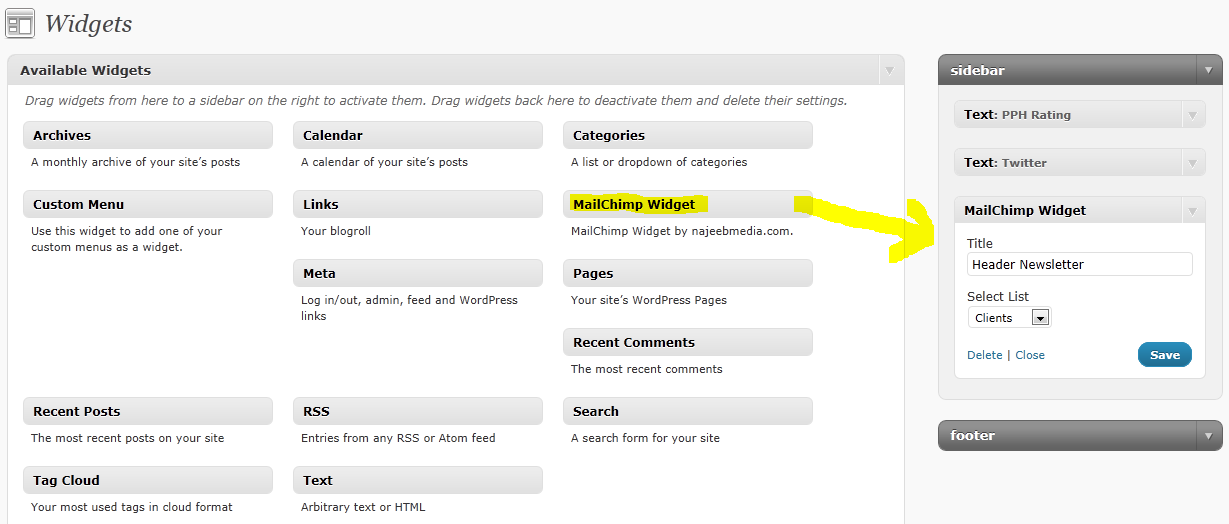 Widgets
Available Widgets
Drag widgets from here to a sidebar on the right to activate them. Drag widgets back here to deactivate them and delete their settings.
Archives
A monthly archive of your site's posts
Calendar
A calendar of your site's posts
Categories
A list or dropdown of categories
Custom Menu
Use this widget to add one of your
custom menus as a widget.
Links
Your blogroll
MailChimp Widget
MailChimp Widget by najeebmedia.com.
Meta
Log in/out, admin, feed and WordPress
links
Pages
Your site's WordPress Pages
Recent Comments
The most recent comments
Recent Posts
The most recent posts on your site
RSS
Entries from any RSS or Atom feed
Search
A search form for your site
Tag Cloud
Your most used tags in cloud format
Text
Arbitrary text or HTML
sidebar
Text: PPH Rating
Text: Twitter
MailChimp Widget
Title
Header Newsletter
Select List
Clients
Delete | Close
Save
footer